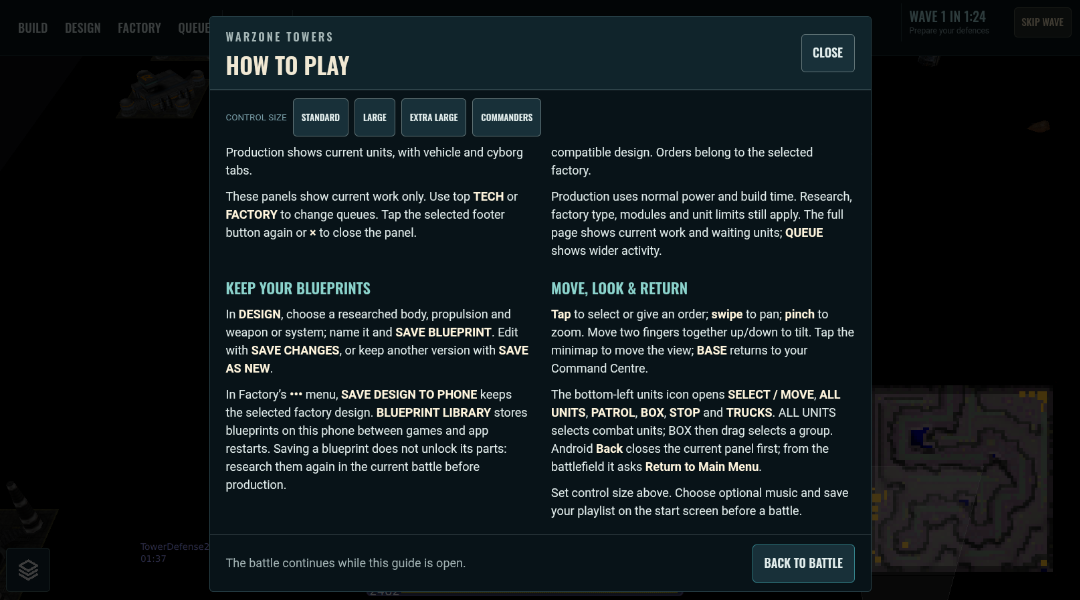 BUILD DESIGN FACTORY QUEUE
WARZONE TOWERS
HOW TO PLAY
CLOSE
WAVE 1 IN 1:24
Prepare your defences
SKIP WAVE
CONTROL SIZE STANDARD LARGE EXTRA LARGE COMMANDERS
Production shows current units, with vehicle and cyborg
tabs.
These panels show current work only. Use top TECH or
FACTORY to change queues. Tap the selected footer
button again or × to close the panel.
KEEP YOUR BLUEPRINTS
In DESIGN, choose a researched body, propulsion and
weapon or system; name it and SAVE BLUEPRINT. Edit
with SAVE CHANGES, or keep another version with SAVE
AS NEW.
In Factory's ••• menu, SAVE DESIGN TO PHONE keeps
the selected factory design. BLUEPRINT LIBRARY stores
blueprints on this phone between games and app
restarts. Saving a blueprint does not unlock its parts:
research them again in the current battle before
production.
compatible design. Orders belong to the selected
factory.
Production uses normal power and build time. Research,
factory type, modules and unit limits still apply. The full
page shows current work and waiting units; QUEUE
shows wider activity.
MOVE, LOOK & RETURN
Tap to select or give an order; swipe to pan; pinch to
zoom. Move two fingers together up/down to tilt. Tap the
minimap to move the view; BASE returns to your
Command Centre.
The bottom-left units icon opens SELECT / MOVE, ALL
UNITS, PATROL, BOX, STOP and TRUCKS. ALL UNITS
selects combat units; BOX then drag selects a group.
Android Back closes the current panel first; from the
battlefield it asks Return to Main Menu.
Set control size above. Choose optional music and save
your playlist on the start screen before a battle.
TowerDefense2
01:37
The battle continues while this guide is open.
BACK TO BATTLE